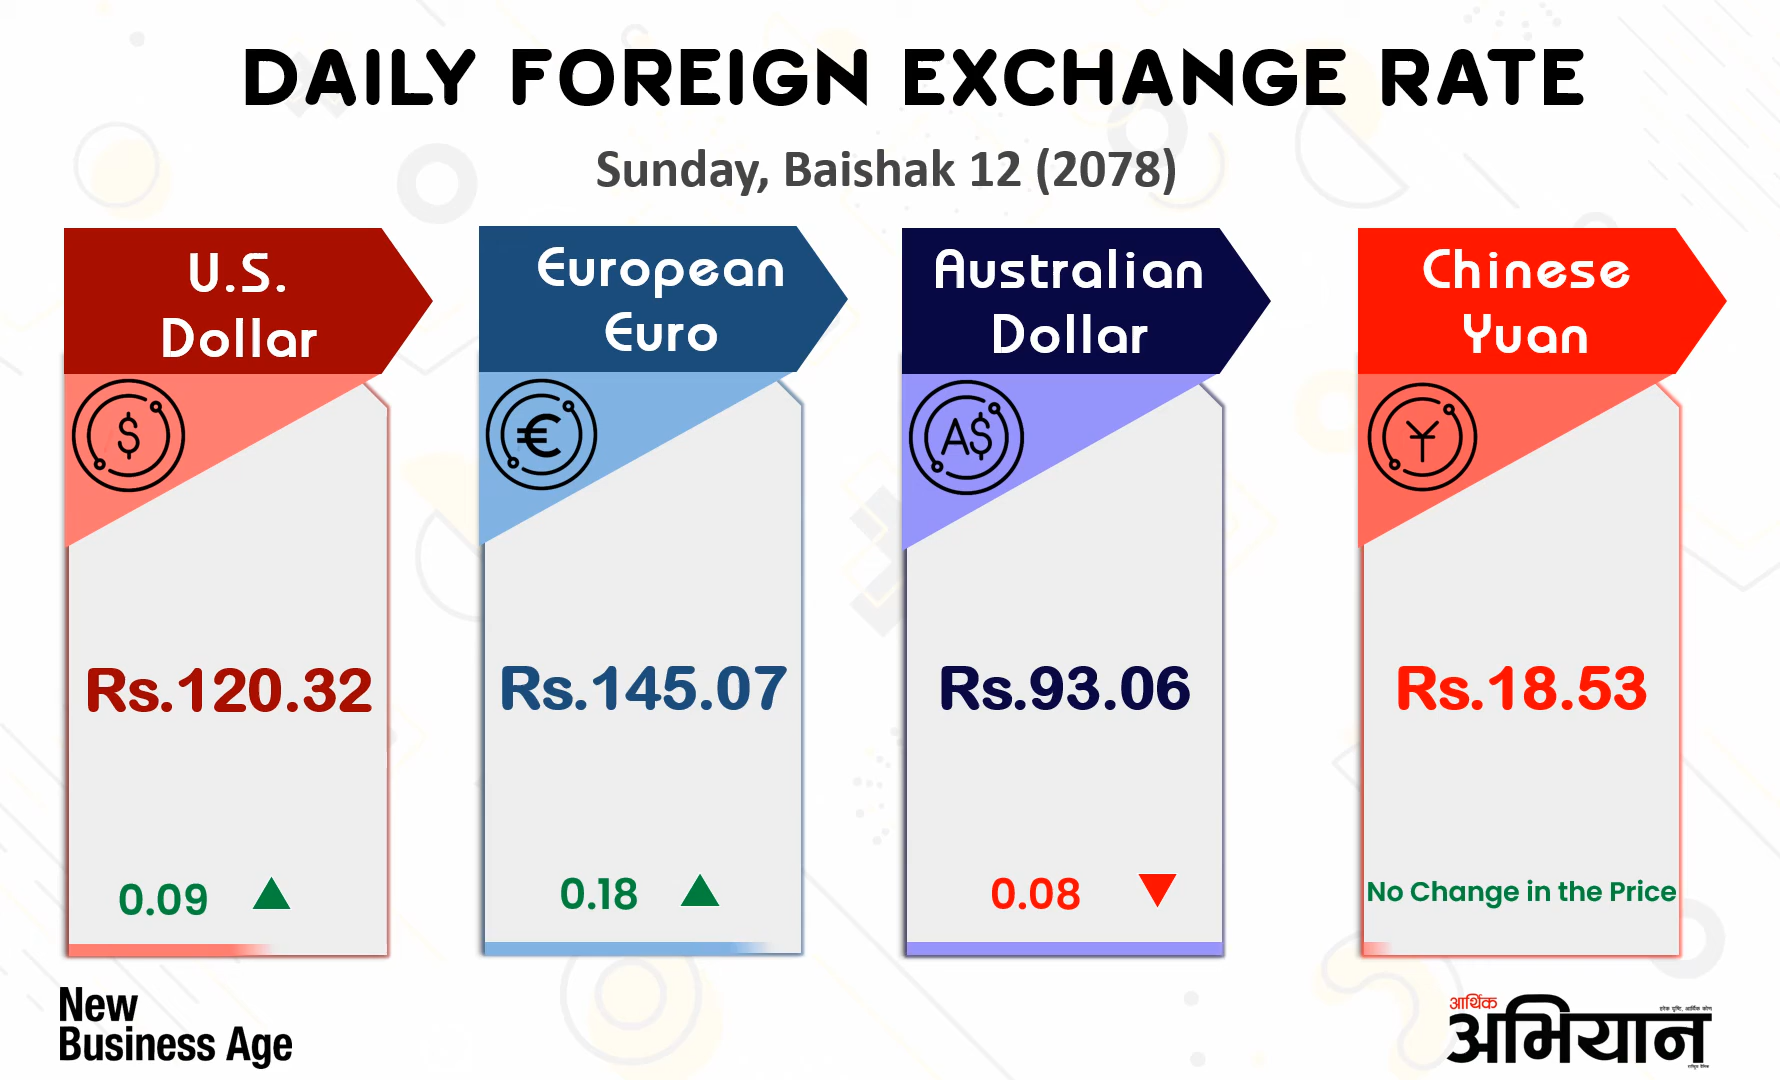 DAILY FOREIGN EXCHANGE RATE
Sunday, Baishak 12 (2078)
U.S.
Dollar
$
Rs.120.32
0.09
European
Euro
€
Rs.145.07
0.18
Australian
Dollar
A$
Rs.93.06
0.08
Chinese
Yuan
Rs.18.53
No Change in the Price
New
Business Age
आर्थिक
अभियान